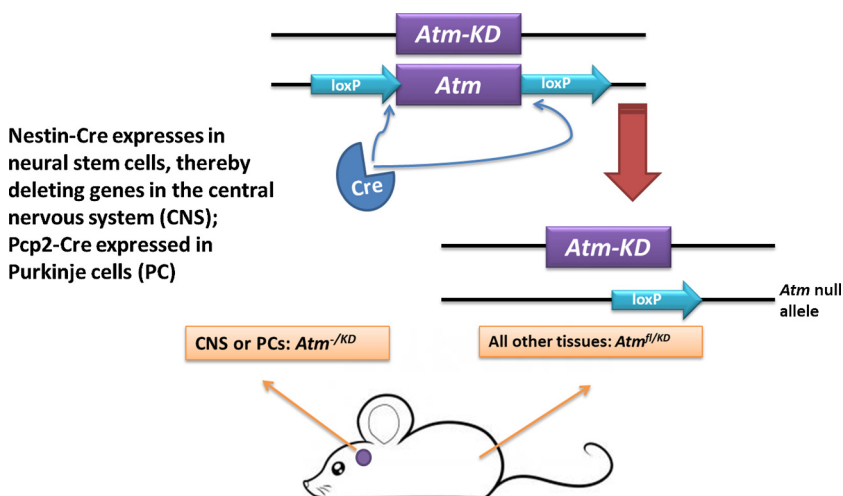 Atm-KD
loxP
Atm
loxP
Nestin-Cre expresses in
neural stem cells, thereby
deleting genes in the central
nervous system (CNS);
Pcp2-Cre expressed in
Purkinje cells (PC)
Cre
Atm-KD
loxP
Atm null
allele
CNS or PCs: Atm-/KD
All other tissues: Atmfl/KD